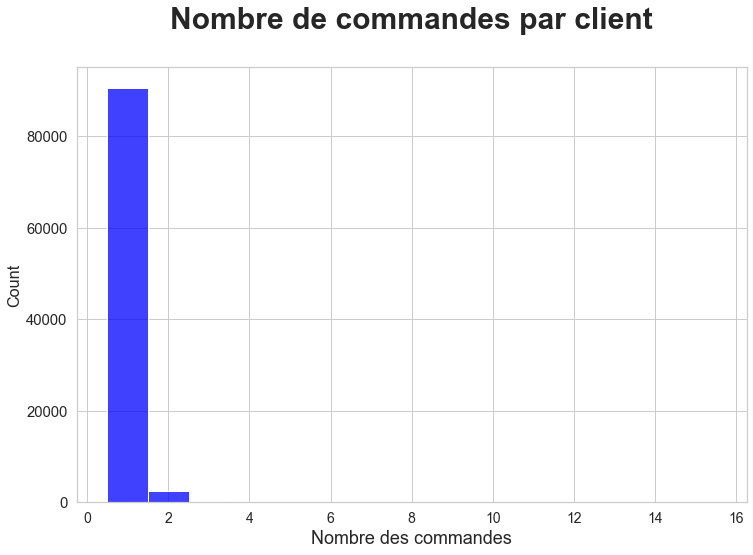 Nombre de commandes par client
80000
60000
40000
20000
0
Count
0 2 4 6 8 10 12 14 16
Nombre des commandes